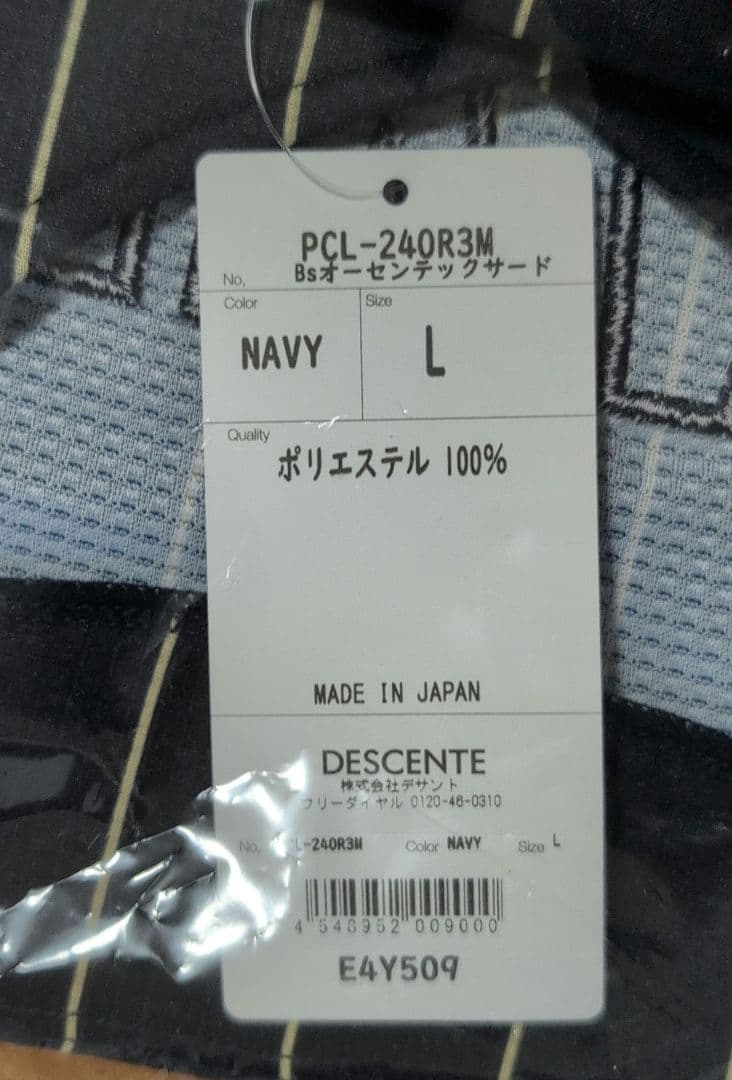 PCL-240R3M
No, Bsオーセンテックサード
Color Size
NAVY L
Quality
ポリエステル 100%
MADE IN JAPAN
DESCENTE
株式会社デサント
フリーダイヤル 0120-46-0310
No, CL-240R3M Color NAVY Size L
009000
E4Y509